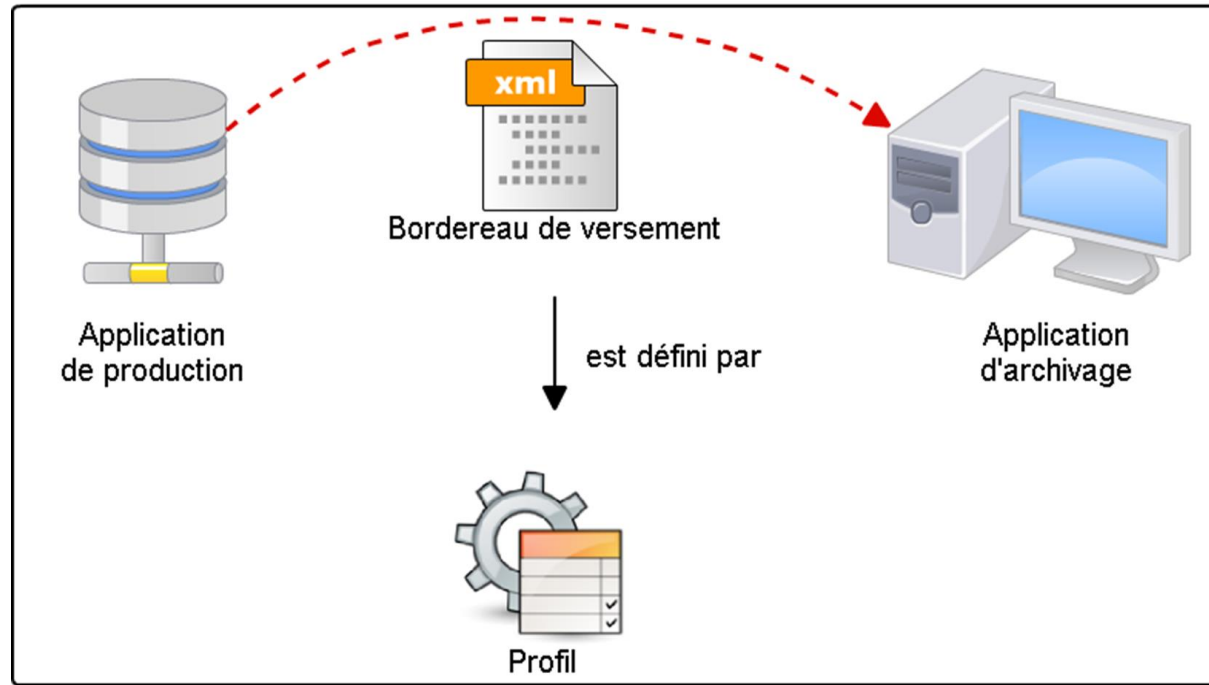 xml
Bordereau de versement
Application
de production
est défini par
Application
d'archivage
Profil